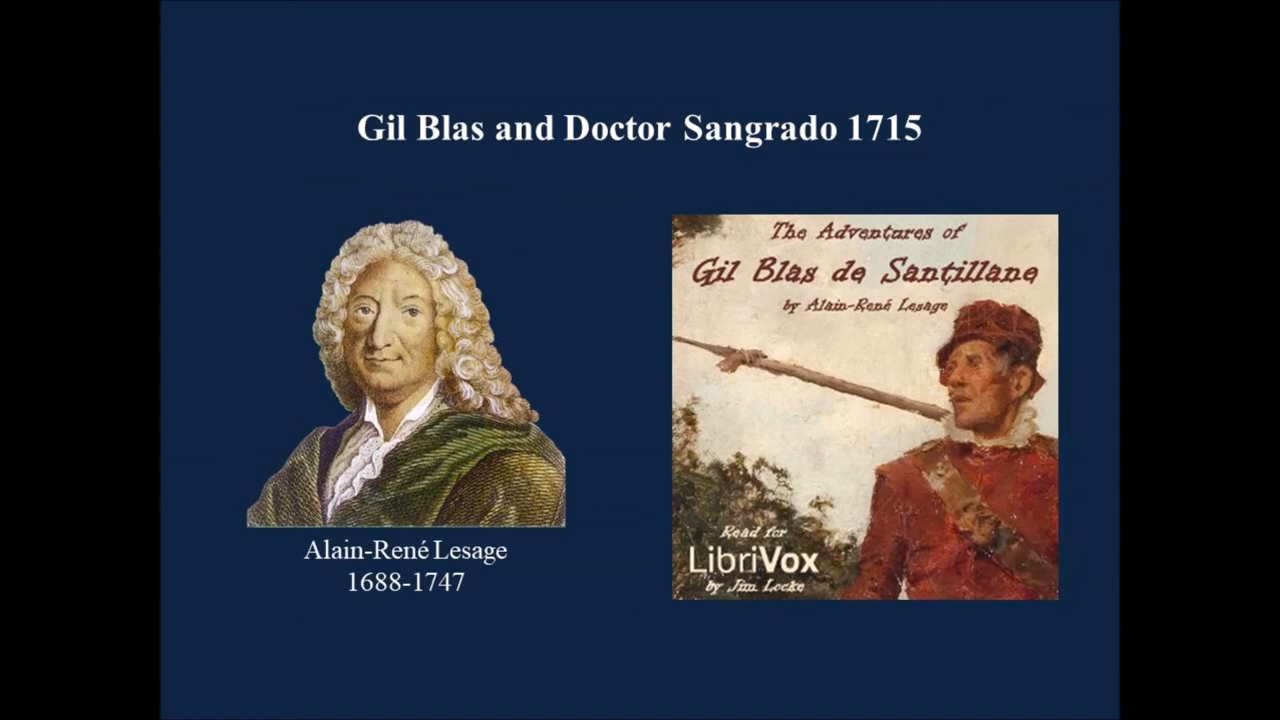 Gil Blas and Doctor Sangrado 1715
Alain-René Lesage
1688-1747
The Adventures of
Gil Blas de Santillane
by Alain-René Lesage
Read for
LibriVox
by Jim Locke